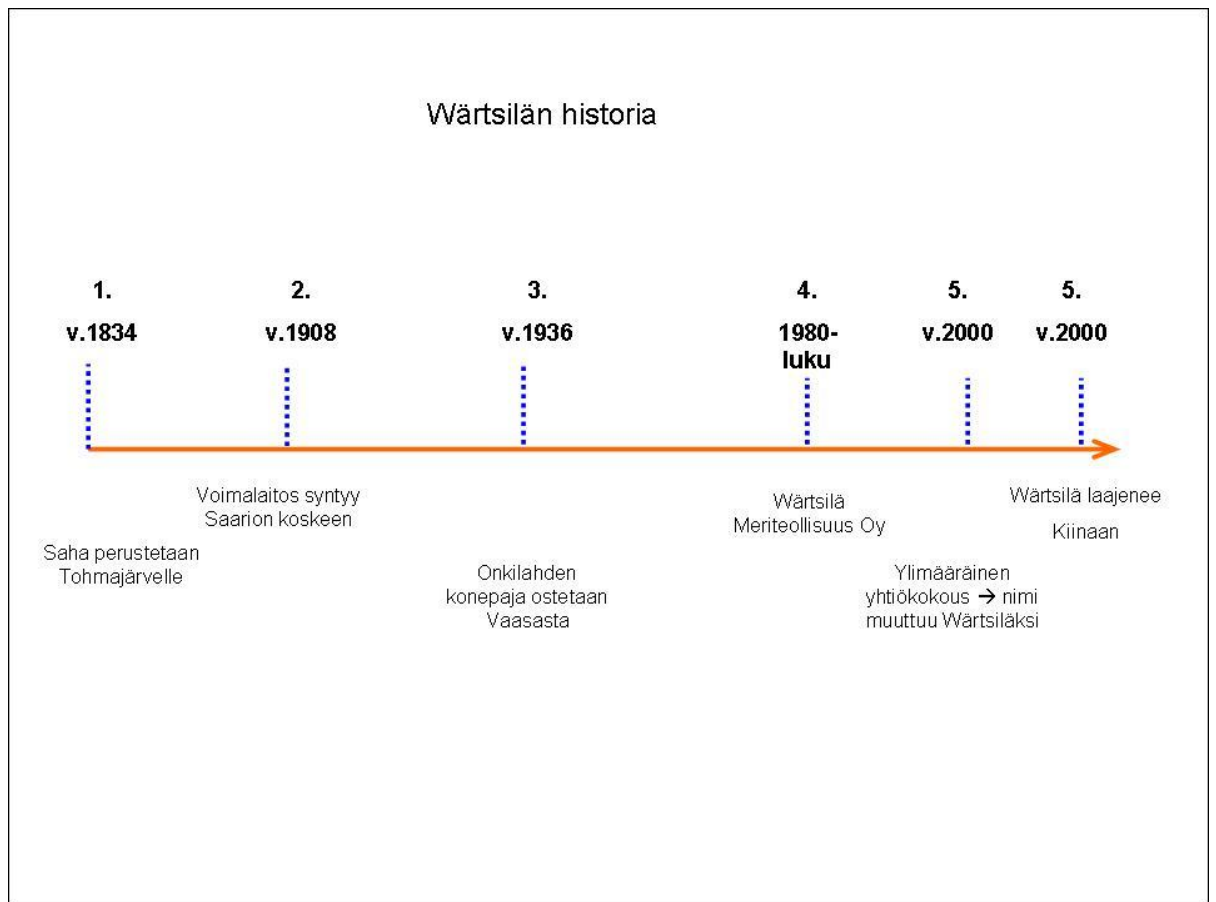 Wärtsilän historia
1.
v.1834
2.
v.1908
3.
v.1936
4.
1980-
luku
5.
v.2000
5.
v.2000
Saha perustetaan
Tohmajärvelle
Voimalaitos syntyy
Saarion koskeen
Onkilahden
konepaja ostetaan
Vaasasta
Wärtsilä
Meriteollisuus Oy
Ylimääräinen
yhtiökokous → nimi
muuttuu Wärtsiläksi
Wärtsilä laajenee
Kiinaan